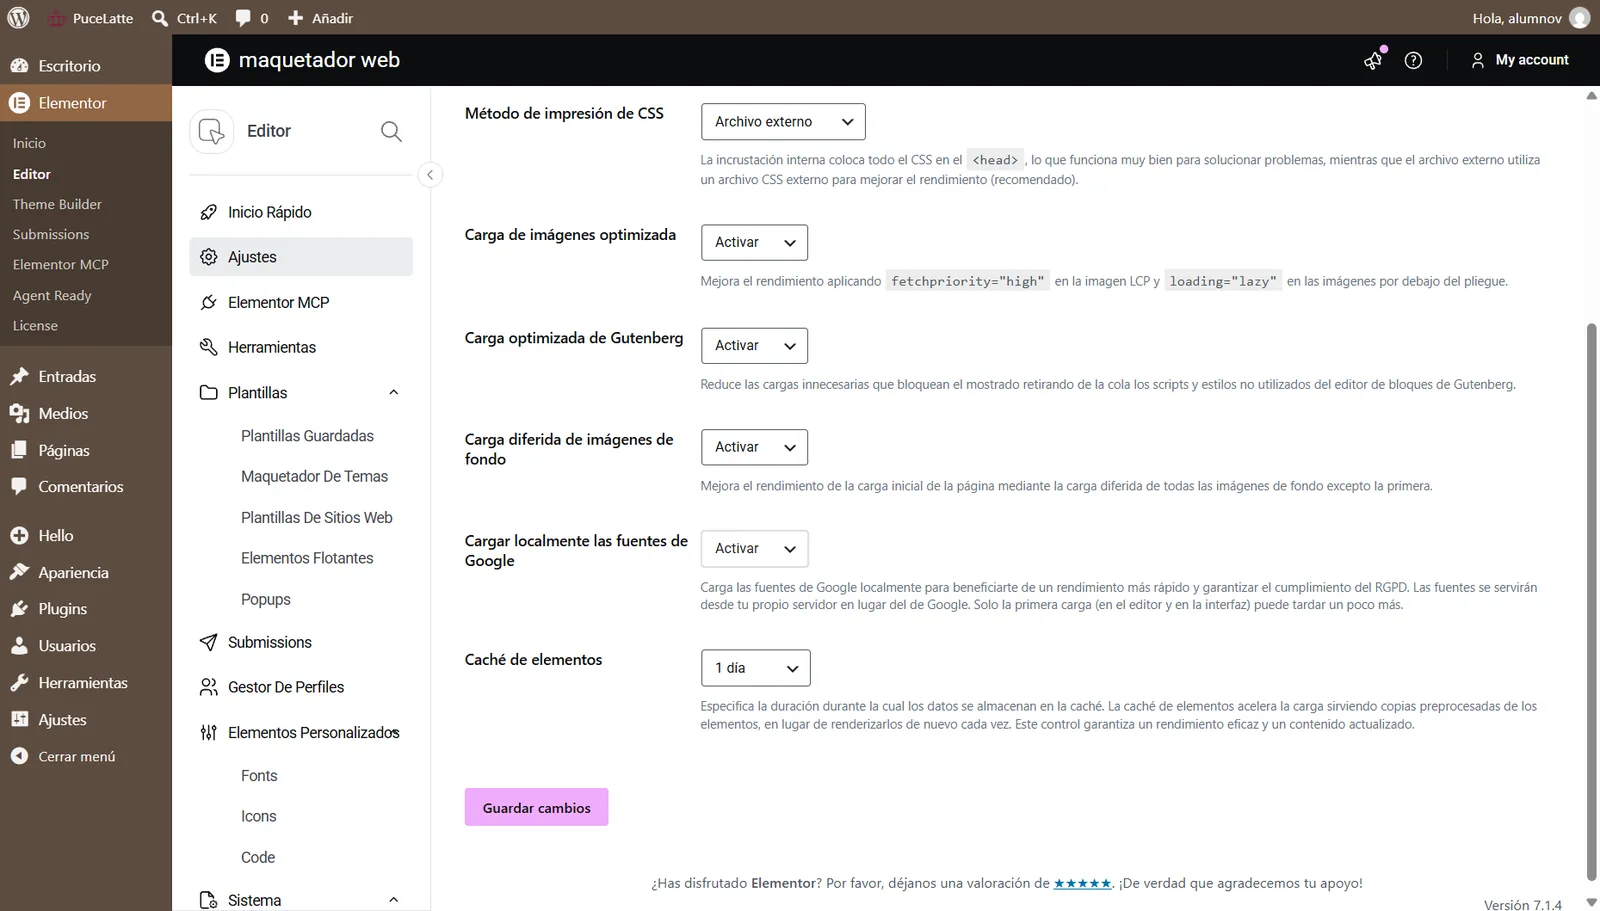 PuceLatte
Ctrl+K
0
Añadir
Hola, alumnov
Escritorio
Elementor
Inicio
Editor
Theme Builder
Submissions
Elementor MCP
Agent Ready
License
Entradas
Medios
Páginas
Comentarios
Hello
Apariencia
Plugins
Usuarios
Herramientas
Ajustes
Cerrar menú
maquetador web
My account
Editor
Inicio Rápido
Ajustes
Elementor MCP
Herramientas
Plantillas
Plantillas Guardadas
Maquetador De Temas
Plantillas De Sitios Web
Elementos Flotantes
Popups
Submissions
Gestor De Perfiles
Elementos Personalizados
Fonts
Icons
Code
Sistema
Método de impresión de CSS
Archivo externo
La incrustación interna coloca todo el CSS en el <head>, lo que funciona muy bien para solucionar problemas, mientras que el archivo externo utiliza
un archivo CSS externo para mejorar el rendimiento (recomendado).
Carga de imágenes optimizada
Activar
Mejora el rendimiento aplicando fetchpriority="high" en la imagen LCP y loading="lazy" en las imágenes por debajo del pliegue.
Carga optimizada de Gutenberg
Activar
Reduce las cargas innecesarias que bloquean el mostrado retirando de la cola los scripts y estilos no utilizados del editor de bloques de Gutenberg.
Carga diferida de imágenes de
fondo
Activar
Mejora el rendimiento de la carga inicial de la página mediante la carga diferida de todas las imágenes de fondo excepto la primera.
Cargar localmente las fuentes de
Google
Activar
Carga las fuentes de Google localmente para beneficiarte de un rendimiento más rápido y garantizar el cumplimiento del RGPD. Las fuentes se servirán
desde tu propio servidor en lugar del de Google. Solo la primera carga (en el editor y en la interfaz) puede tardar un poco más.
Caché de elementos
1 día
Especifica la duración durante la cual los datos se almacenan en la caché. La caché de elementos acelera la carga sirviendo copias preprocesadas de los
elementos, en lugar de renderizarlos de nuevo cada vez. Este control garantiza un rendimiento eficaz y un contenido actualizado.
Guardar cambios
¿Has disfrutado Elementor? Por favor, déjanos una valoración de ★★★★★. ¡De verdad que agradecemos tu apoyo!
Versión 7.1.4